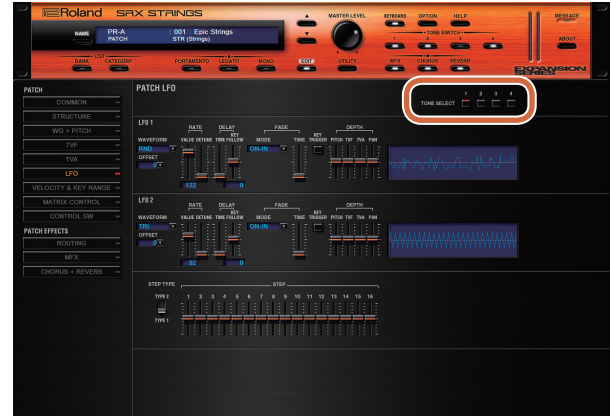 Roland SRX STRINGS
MASTER LEVEL
KEYBOARD OPTION HELP
MESSAGE
NAME
PR-A : 001 Epic Strings
PATCH STR (Strings)
TONE SWITCH
1 2 3 4
ABOUT
LIST
BANK CATEGORY PORTAMENTO LEGATO MONO EDIT UTILITY MFX CHORUS REVERB
EXPANSION
SERIES
PATCH
COMMON
STRUCTURE
WG + PITCH
TVF
TVA
LFO
VELOCITY & KEY RANGE
MATRIX CONTROL
CONTROL SW
PATCH EFFECTS
ROUTING
MFX
CHORUS + REVERB
PATCH LFO
TONE SELECT 1 2 3 4
LFO 1
RATE DELAY FADE DEPTH
WAVEFORM VALUE DETUNE TIME KEY FOLLOW MODE TIME KEY TRIGGER PITCH TVF TVA PAN
RND ON-IN
OFFSET
0
122 0
LFO 2
RATE DELAY FADE DEPTH
WAVEFORM VALUE DETUNE TIME KEY FOLLOW MODE TIME KEY TRIGGER PITCH TVF TVA PAN
TRI ON-IN
OFFSET
0
92 0
STEP TYPE STEP
TYPE 2 1 2 3 4 5 6 7 8 9 10 11 12 13 14 15 16
TYPE 1